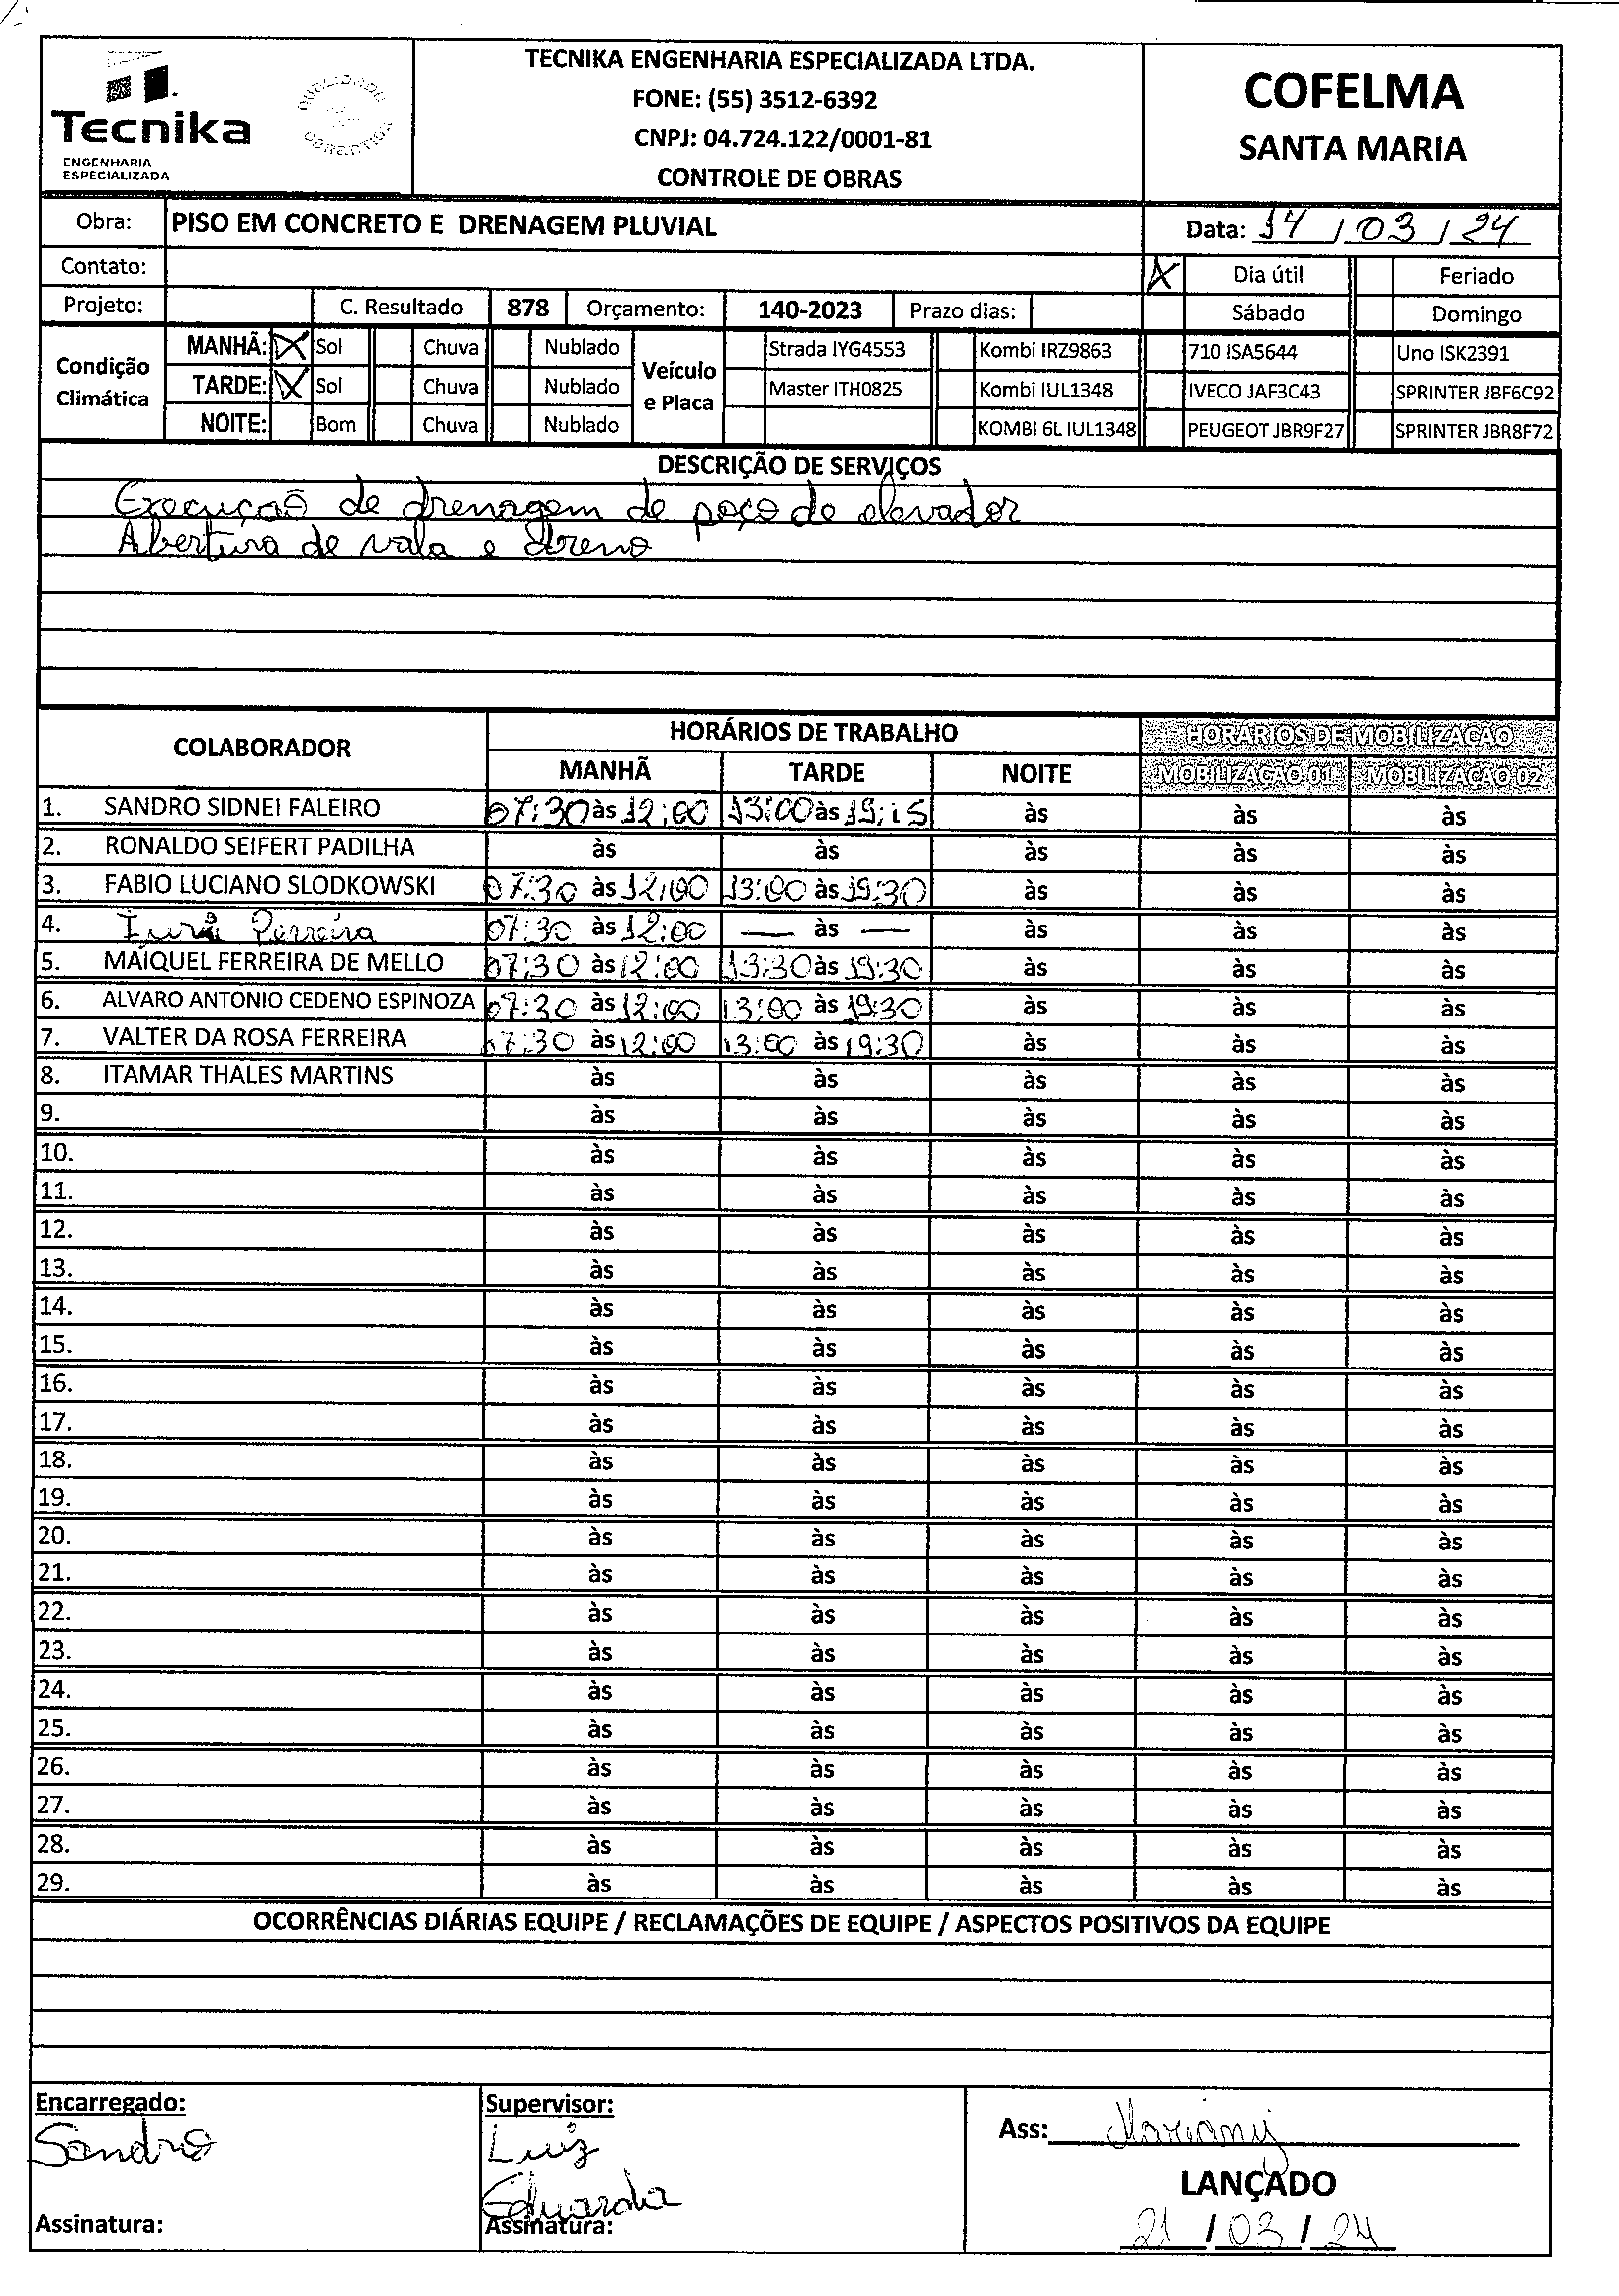 Tecnika
ENGENHARIA
ESPECIALIZADA
TECNIKA ENGENHARIA ESPECIALIZADA LTDA.
FONE: (55) 3512-6392
CNPJ: 04.724.122/0001-81
CONTROLE DE OBRAS
COFELMA
SANTA MARIA
Obra: PISO EM CONCRETO E DRENAGEM PLUVIAL Data: 14 / 03 / 24
Contato: X Dia útil Feriado
Projeto: C. Resultado 878 Orçamento: 140-2023 Prazo dias: Sábado Domingo
Condição Climática
MANHÃ: X Sol Chuva Nublado
TARDE: X Sol Chuva Nublado
NOITE: Bom Chuva Nublado
Veículo e Placa
Strada IYG4553 Kombi IRZ9863 710 ISA5644 Uno ISK2391
Master ITH0825 Kombi IUL1348 IVECO JAF3C43 SPRINTER JBF6C92
KOMBI 6L IUL1348 PEUGEOT JBR9F27 SPRINTER JBR8F72
DESCRIÇÃO DE SERVIÇOS
Execução de drenagem de poço de elevador
Abertura de vala e dreno
COLABORADOR HORÁRIOS DE TRABALHO HORÁRIOS DE MOBILIZAÇÃO
MANHÃ TARDE NOITE MOBILIZAÇÃO 01 MOBILIZAÇÃO 02
1. SANDRO SIDNEI FALEIRO 07:30 às 12:00 13:00 às 19:15 às às às
2. RONALDO SEIFERT PADILHA às às às às às
3. FABIO LUCIANO SLODKOWSKI 07:30 às 12:00 13:00 às 19:30 às às às
4. Iurê Perreira 07:30 às 12:00 — às — às às às
5. MAIQUEL FERREIRA DE MELLO 07:30 às 12:00 13:30 às 19:30 às às às
6. ALVARO ANTONIO CEDENO ESPINOZA 07:30 às 12:00 13:00 às 19:30 às às às
7. VALTER DA ROSA FERREIRA 07:30 às 12:00 13:00 às 19:30 às às às
8. ITAMAR THALES MARTINS às às às às às
9. às às às às às
10. às às às às às
11. às às às às às
12. às às às às às
13. às às às às às
14. às às às às às
15. às às às às às
16. às às às às às
17. às às às às às
18. às às às às às
19. às às às às às
20. às às às às às
21. às às às às às
22. às às às às às
23. às às às às às
24. às às às às às
25. às às às às às
26. às às às às às
27. às às às às às
28. às às às às às
29. às às às às às
OCORRÊNCIAS DIÁRIAS EQUIPE / RECLAMAÇÕES DE EQUIPE / ASPECTOS POSITIVOS DA EQUIPE
Encarregado:
Sandro
Assinatura:
Supervisor:
Luiz
Eduardo
Assinatura:
Ass: Mariany
LANÇADO
21 / 03 / 24